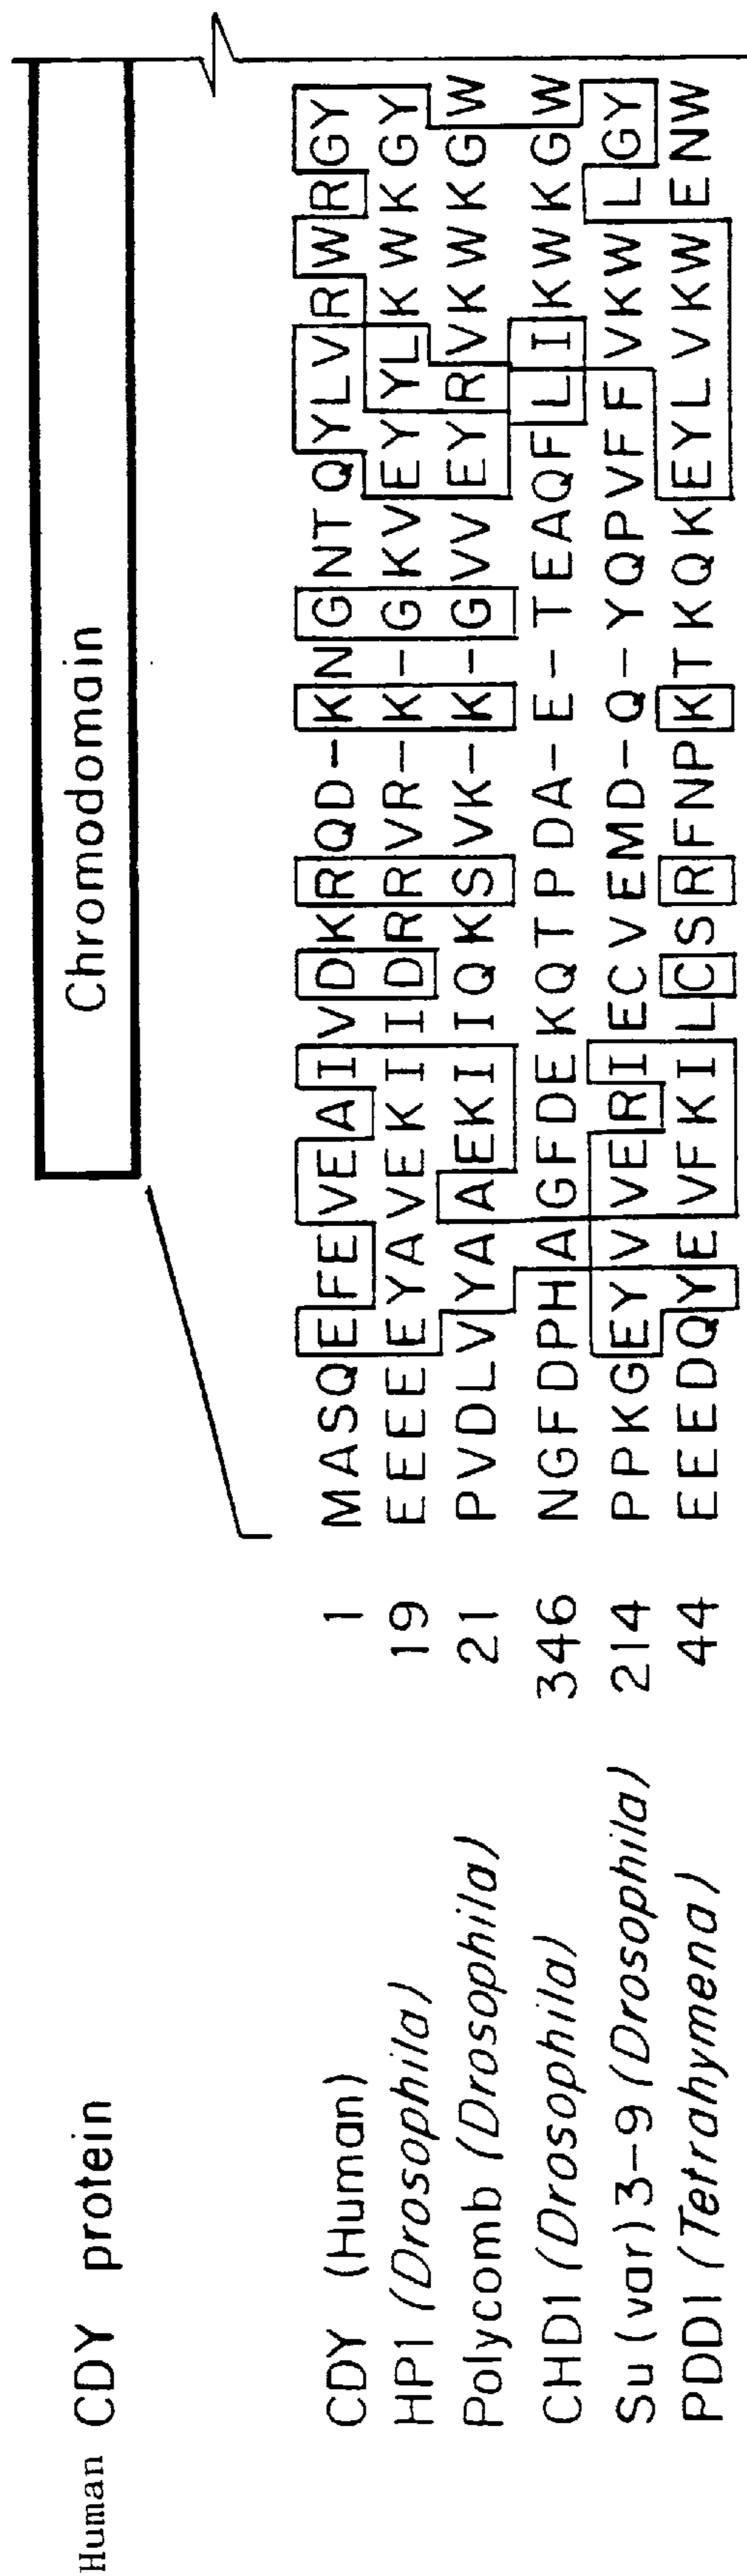 Human CDY protein
Chromodomain
CDY (Human) 1 MASQEFEVEAIVDKRQD-KNGNTQYLVRWRGY
HP1 (Drosophila) 19 EEEEEYAVEKIIDRRVR-K-GKVEYYLKWKGY
Polycomb (Drosophila) 21 PVDLVYAAEKIIQKSVK-K-GVVEYRVKWKGW
CHD1 (Drosophila) 346 NGFDPHAGFDEKQTPDA-E-TEAQFLIKWKGW
Su(var)3-9 (Drosophila) 214 PPKGEYVVERIECVEMD-Q-YQPVFFVKWLGY
PDD1 (Tetrahymena) 44 EEEDQYEVFKILCSRFNPKTKQKEYLVKWENW